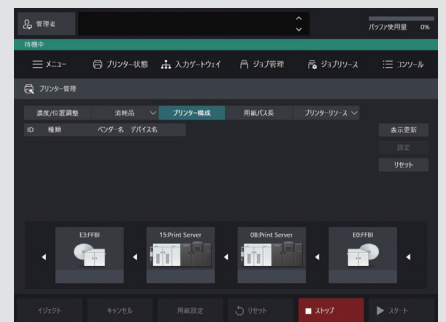 管理者
バッファ使用量 0%
待機中
メニュー プリンター状態 入力ゲートウェイ ジョブ管理 ジョブリソース コンソール
プリンター管理
濃度/位置調整 消耗品 プリンター構成 用紙パス長 プリンターリソース
ID 種類 ベンダー名 デバイス名 表示更新
設定
リセット
E3:FFBI 15:Print Server 0B:Print Server E0:FFBI
イジェクト キャンセル 用紙設定 リセット ストップ スタート